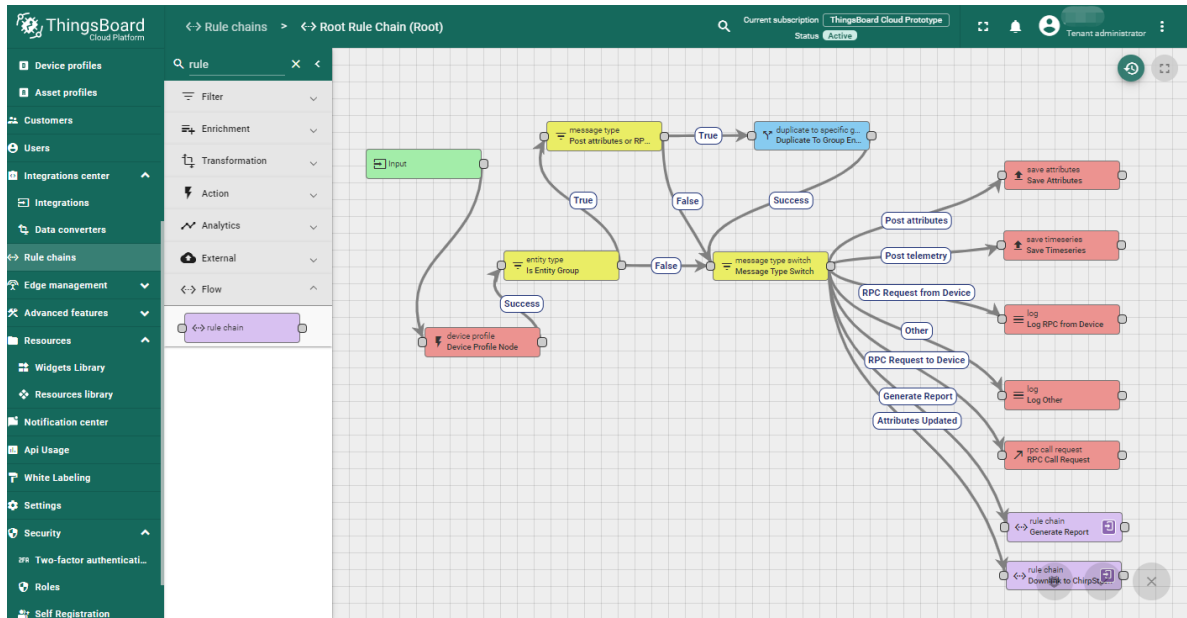 ThingsBoard
Cloud Platform
Rule chains > Root Rule Chain (Root)
Current subscription ThingsBoard Cloud Prototype
Status Active
Tenant administrator
Device profiles
Asset profiles
Customers
Users
Integrations center
Integrations
Data converters
Rule chains
Edge management
Advanced features
Resources
Widgets Library
Resources library
Notification center
Api Usage
White Labeling
Settings
Security
2FA Two-factor authenticati...
Roles
Self Registration
rule
Filter
Enrichment
Transformation
Action
Analytics
External
Flow
rule chain
Input
message type
Post attributes or RP...
True
duplicate to specific g...
Duplicate To Group En...
True
False
Success
entity type
Is Entity Group
False
message type switch
Message Type Switch
Success
device profile
Device Profile Node
Post attributes
Post telemetry
RPC Request from Device
Other
RPC Request to Device
Generate Report
Attributes Updated
save attributes
Save Attributes
save timeseries
Save Timeseries
log
Log RPC from Device
log
Log Other
rpc call request
RPC Call Request
rule chain
Generate Report
rule chain
to